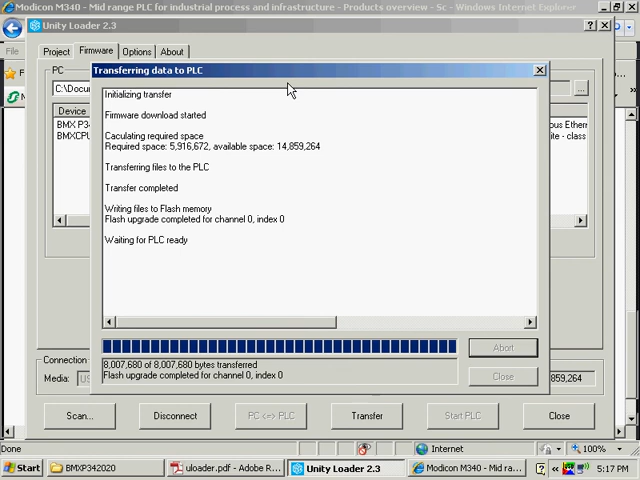 Modicon M340 - Mid range PLC for industrial process and infrastructure - Products overview - Sc - Windows Internet Explorer
Unity Loader 2.3
File
Project Firmware Options About
PC
C:\Docu
...
Transferring data to PLC
Device
BMX P3
BMXCPU
Initializing transfer
Firmware download started
Caculating required space
Required space: 5,916,672, available space: 14,859,264
Transferring files to the PLC
Transfer completed
Writing files to Flash memory
Flash upgrade completed for channel 0, index 0
Waiting for PLC ready
ous Ethern
ite - class
8,007,680 of 8,007,680 bytes transferred
Flash upgrade completed for channel 0, index 0
Abort
Close
Connection
Media: US
,859,264
Scan... Disconnect PC <=> PLC Transfer Start PLC Close
Done Internet 100%
Start BMXP342020 uloader.pdf - Adobe R... Unity Loader 2.3 Modicon M340 - Mid ra... 5:17 PM